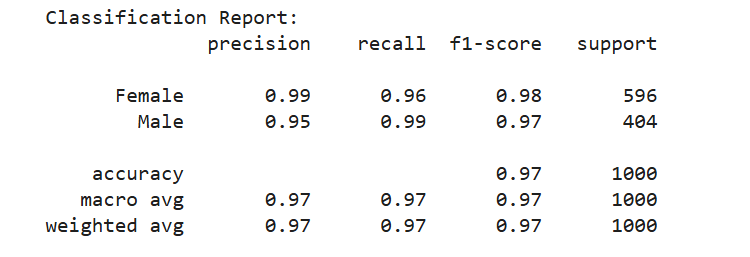 Classification Report:
precision recall f1-score support
Female 0.99 0.96 0.98 596
Male 0.95 0.99 0.97 404
accuracy 0.97 1000
macro avg 0.97 0.97 0.97 1000
weighted avg 0.97 0.97 0.97 1000